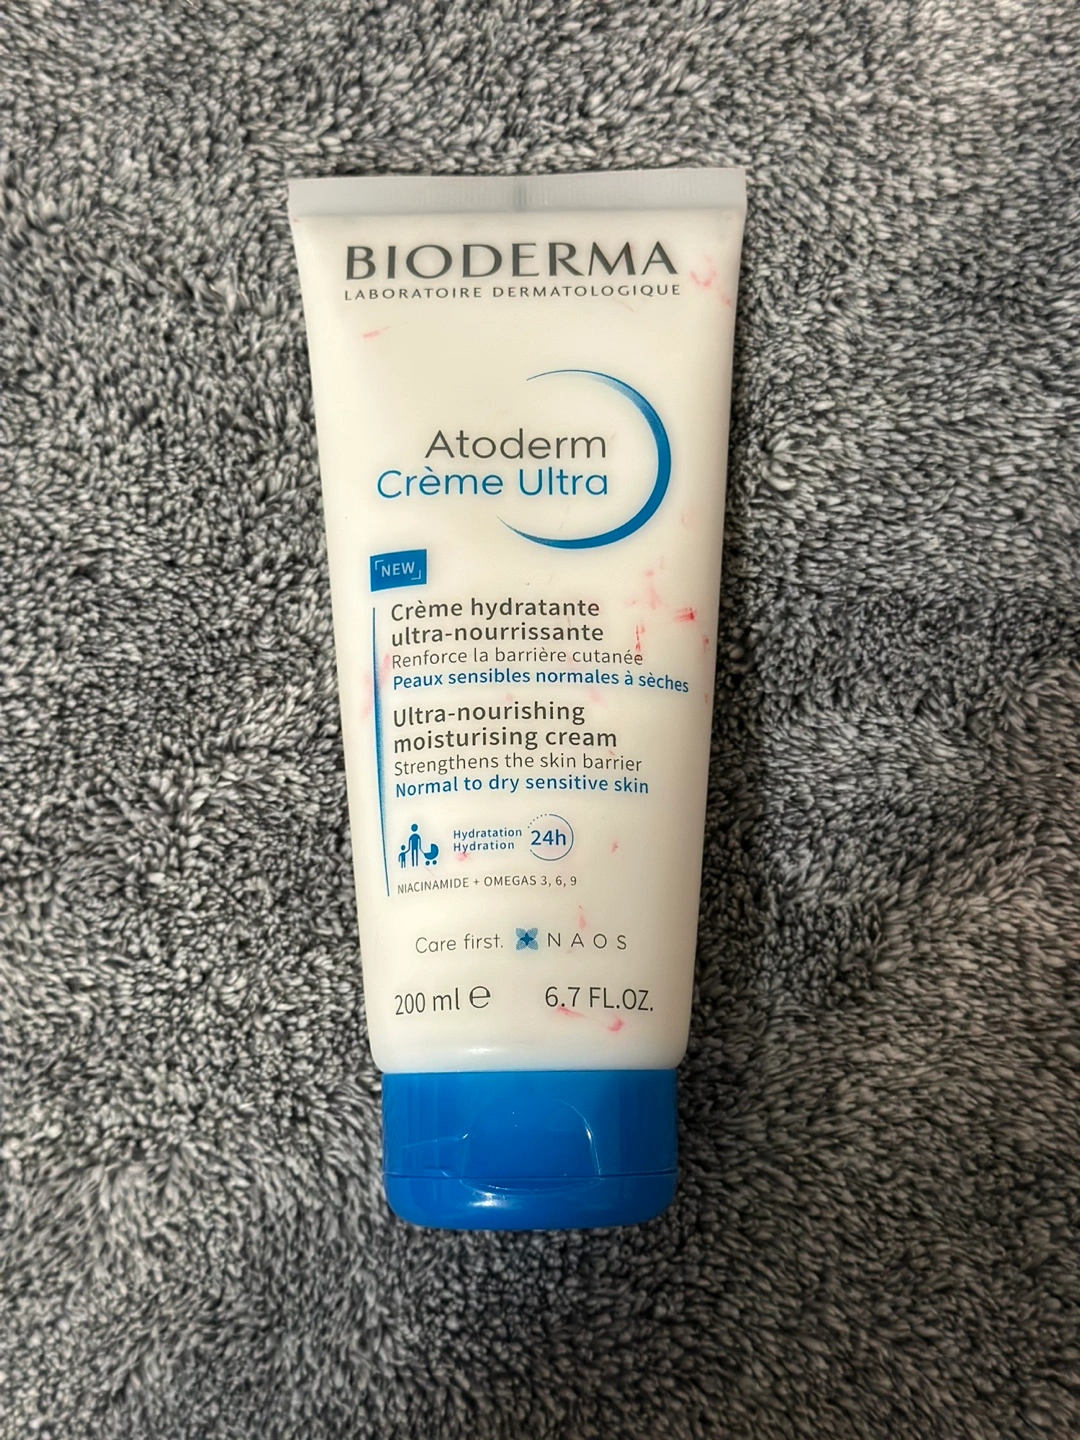 BIODERMA
LABORATOIRE DERMATOLOGIQUE
Atoderm
Crème Ultra
NEW
Crème hydratante
ultra-nourrissante
Renforce la barrière cutanée
Peaux sensibles normales à sèches
Ultra-nourishing
moisturising cream
Strengthens the skin barrier
Normal to dry sensitive skin
Hydratation
Hydration
24h
NIACINAMIDE + OMEGAS 3, 6, 9
Care first. NAOS
200 ml ℮ 6.7 FL.OZ.